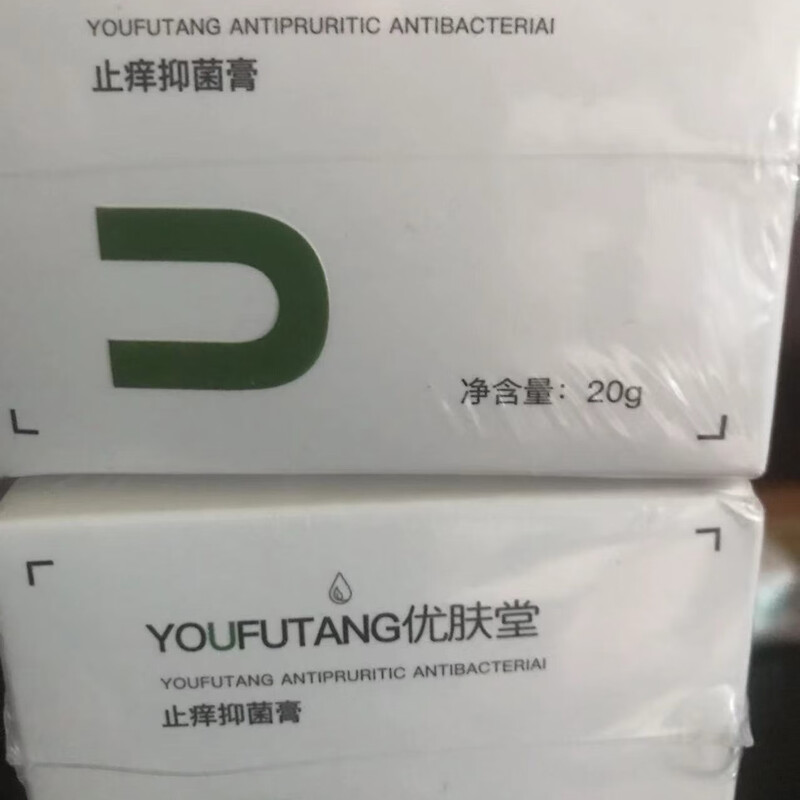 YOUFUTANG ANTIPRURITIC ANTIBACTERIAI
止痒抑菌膏
净含量：20g
YOUFUTANG优肤堂
YOUFUTANG ANTIPRURITIC ANTIBACTERIAI
止痒抑菌膏